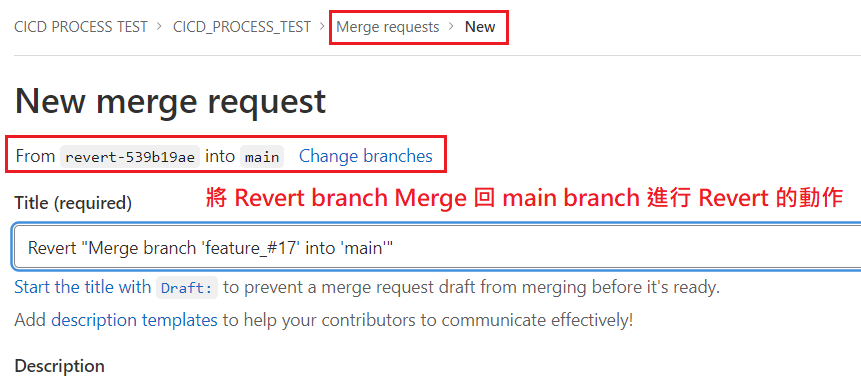 CICD PROCESS TEST > CICD_PROCESS_TEST > Merge requests > New
New merge request
From revert-539b19ae into main Change branches
Title (required)
將 Revert branch Merge 回 main branch 進行 Revert 的動作
Revert "Merge branch 'feature_#17' into 'main'"
Start the title with Draft: to prevent a merge request draft from merging before it's ready.
Add description templates to help your contributors to communicate effectively!
Description